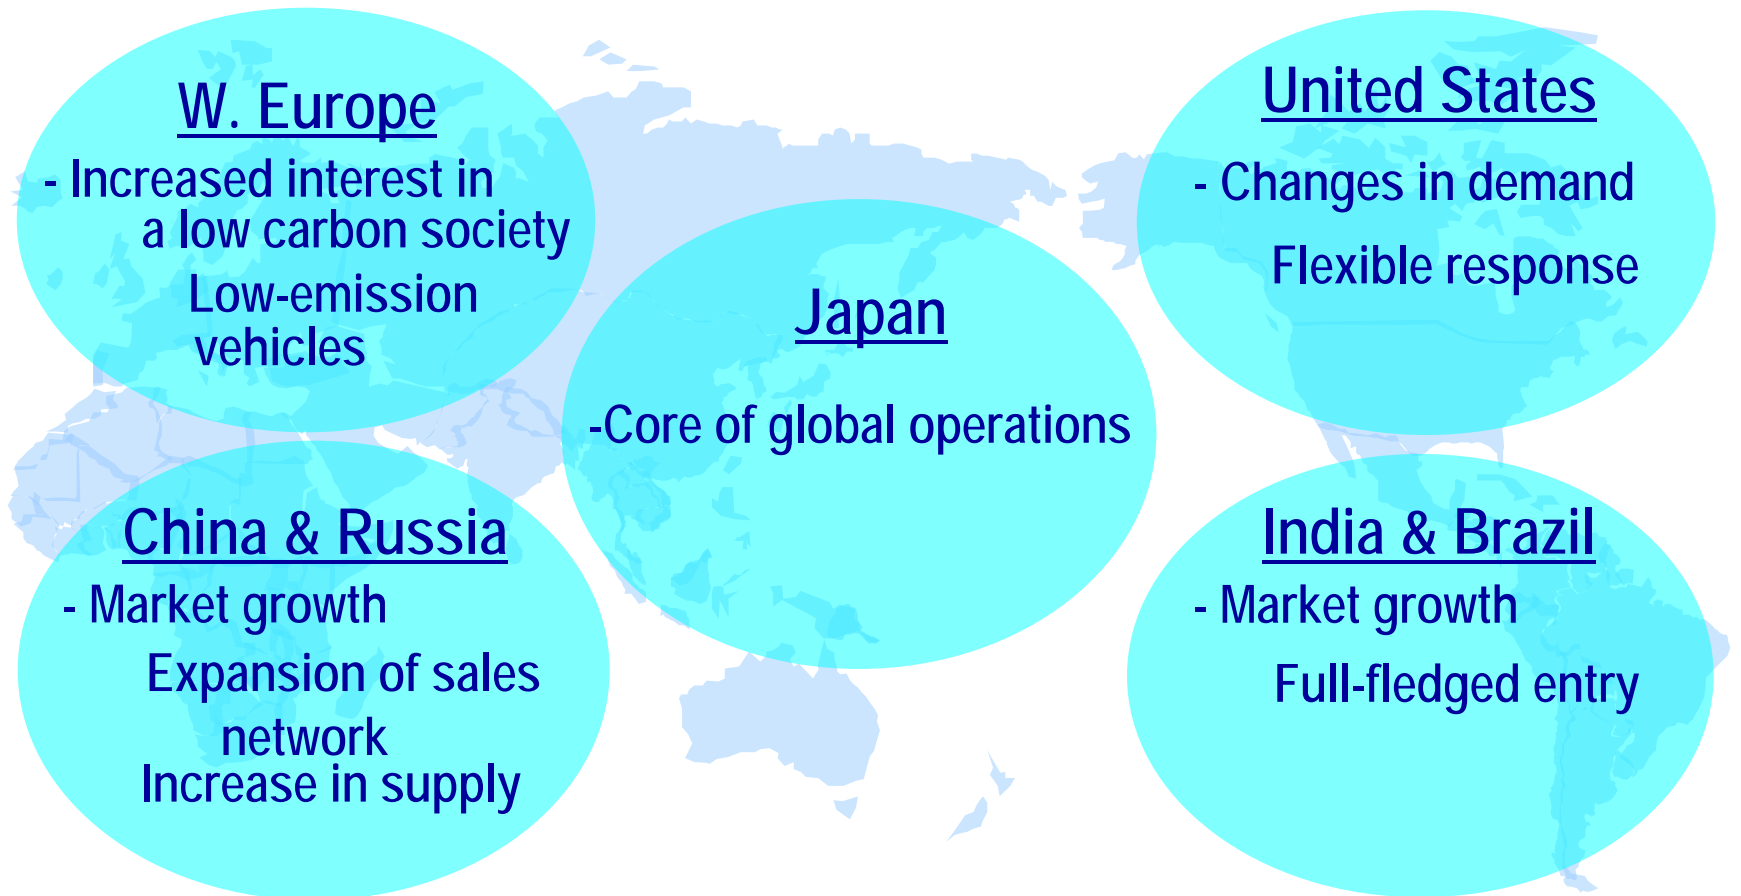 W. Europe
- Increased interest in
a low carbon society
Low-emission
vehicles
United States
- Changes in demand
Flexible response
Japan
-Core of global operations
China & Russia
- Market growth
Expansion of sales
network
Increase in supply
India & Brazil
- Market growth
Full-fledged entry